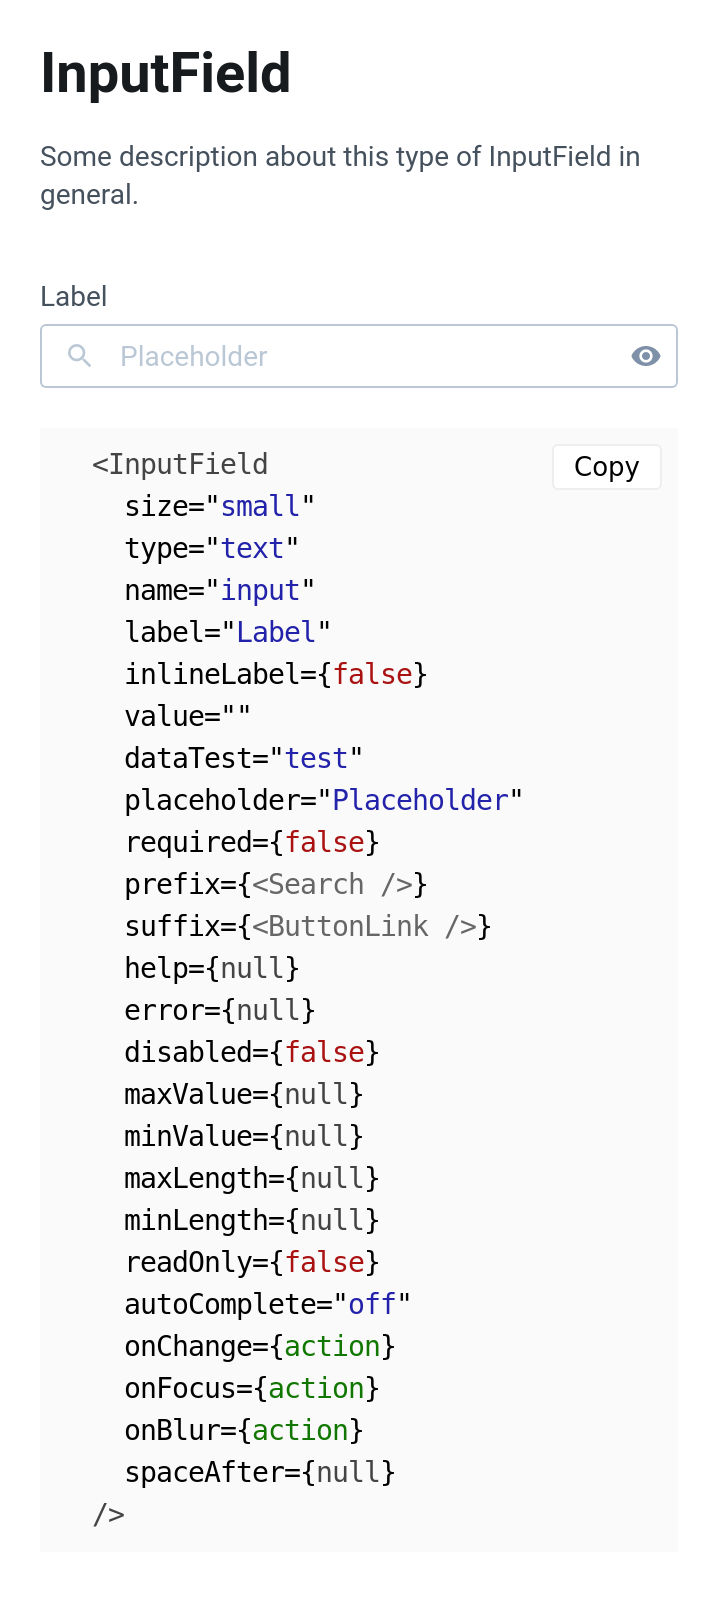 InputField
Some description about this type of InputField in
general.
Label
Placeholder
Copy
<InputField
  size="small"
  type="text"
  name="input"
  label="Label"
  inlineLabel={false}
  value=""
  dataTest="test"
  placeholder="Placeholder"
  required={false}
  prefix={<Search />}
  suffix={<ButtonLink />}
  help={null}
  error={null}
  disabled={false}
  maxValue={null}
  minValue={null}
  maxLength={null}
  minLength={null}
  readOnly={false}
  autoComplete="off"
  onChange={action}
  onFocus={action}
  onBlur={action}
  spaceAfter={null}
/>